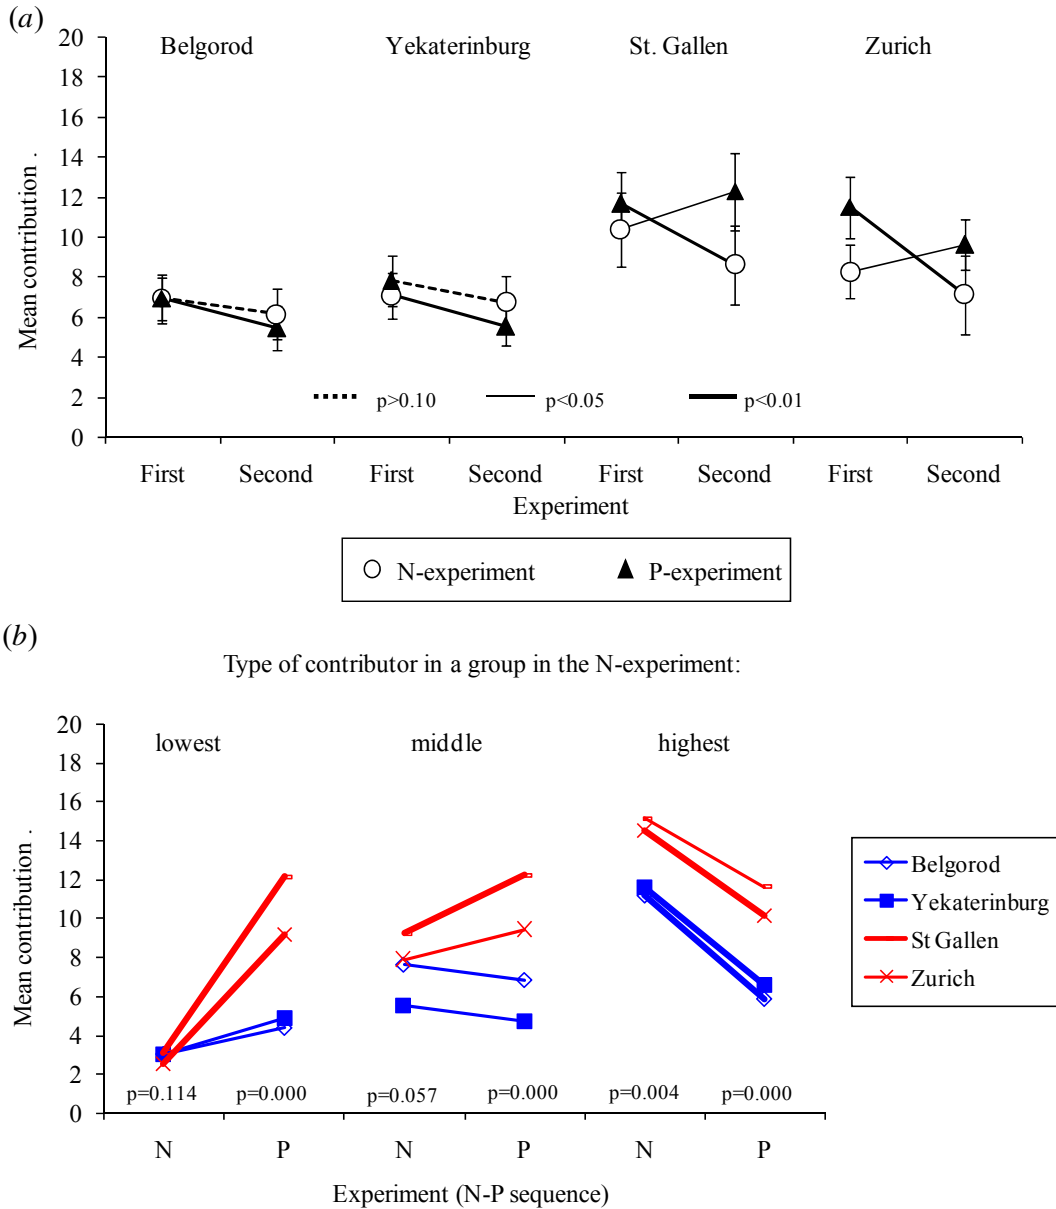 (a)
20
18
16
14
12
10
8
6
4
2
0
Mean contribution .
Belgorod Yekaterinburg St. Gallen Zurich
p>0.10 p<0.05 p<0.01
First Second First Second First Second First Second
Experiment
N-experiment P-experiment
(b)
Type of contributor in a group in the N-experiment:
20
18
16
14
12
10
8
6
4
2
0
Mean contribution .
lowest middle highest
p=0.114 p=0.000 p=0.057 p=0.000 p=0.004 p=0.000
N P N P N P
Experiment (N-P sequence)
Belgorod
Yekaterinburg
St Gallen
Zurich